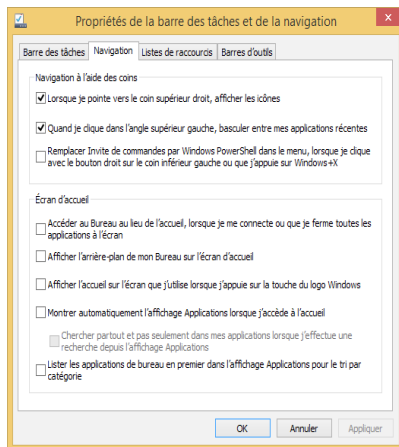 Propriétés de la barre des tâches et de la navigation
x
Barre des tâches Navigation Listes de raccourcis Barres d'outils
Navigation à l'aide des coins
Lorsque je pointe vers le coin supérieur droit, afficher les icônes
Quand je clique dans l'angle supérieur gauche, basculer entre mes applications récentes
Remplacer Invite de commandes par Windows PowerShell dans le menu, lorsque je clique
avec le bouton droit sur le coin inférieur gauche ou que j'appuie sur Windows+X
Écran d'accueil
Accéder au Bureau au lieu de l'accueil, lorsque je me connecte ou que je ferme toutes les
applications à l'écran
Afficher l'arrière-plan de mon Bureau sur l'écran d'accueil
Afficher l'accueil sur l'écran que j'utilise lorsque j'appuie sur la touche du logo Windows
Montrer automatiquement l'affichage Applications lorsque j'accède à l'accueil
Chercher partout et pas seulement dans mes applications lorsque j'effectue une
recherche depuis l'affichage Applications
Lister les applications de bureau en premier dans l'affichage Applications pour le tri par
catégorie
OK Annuler Appliquer